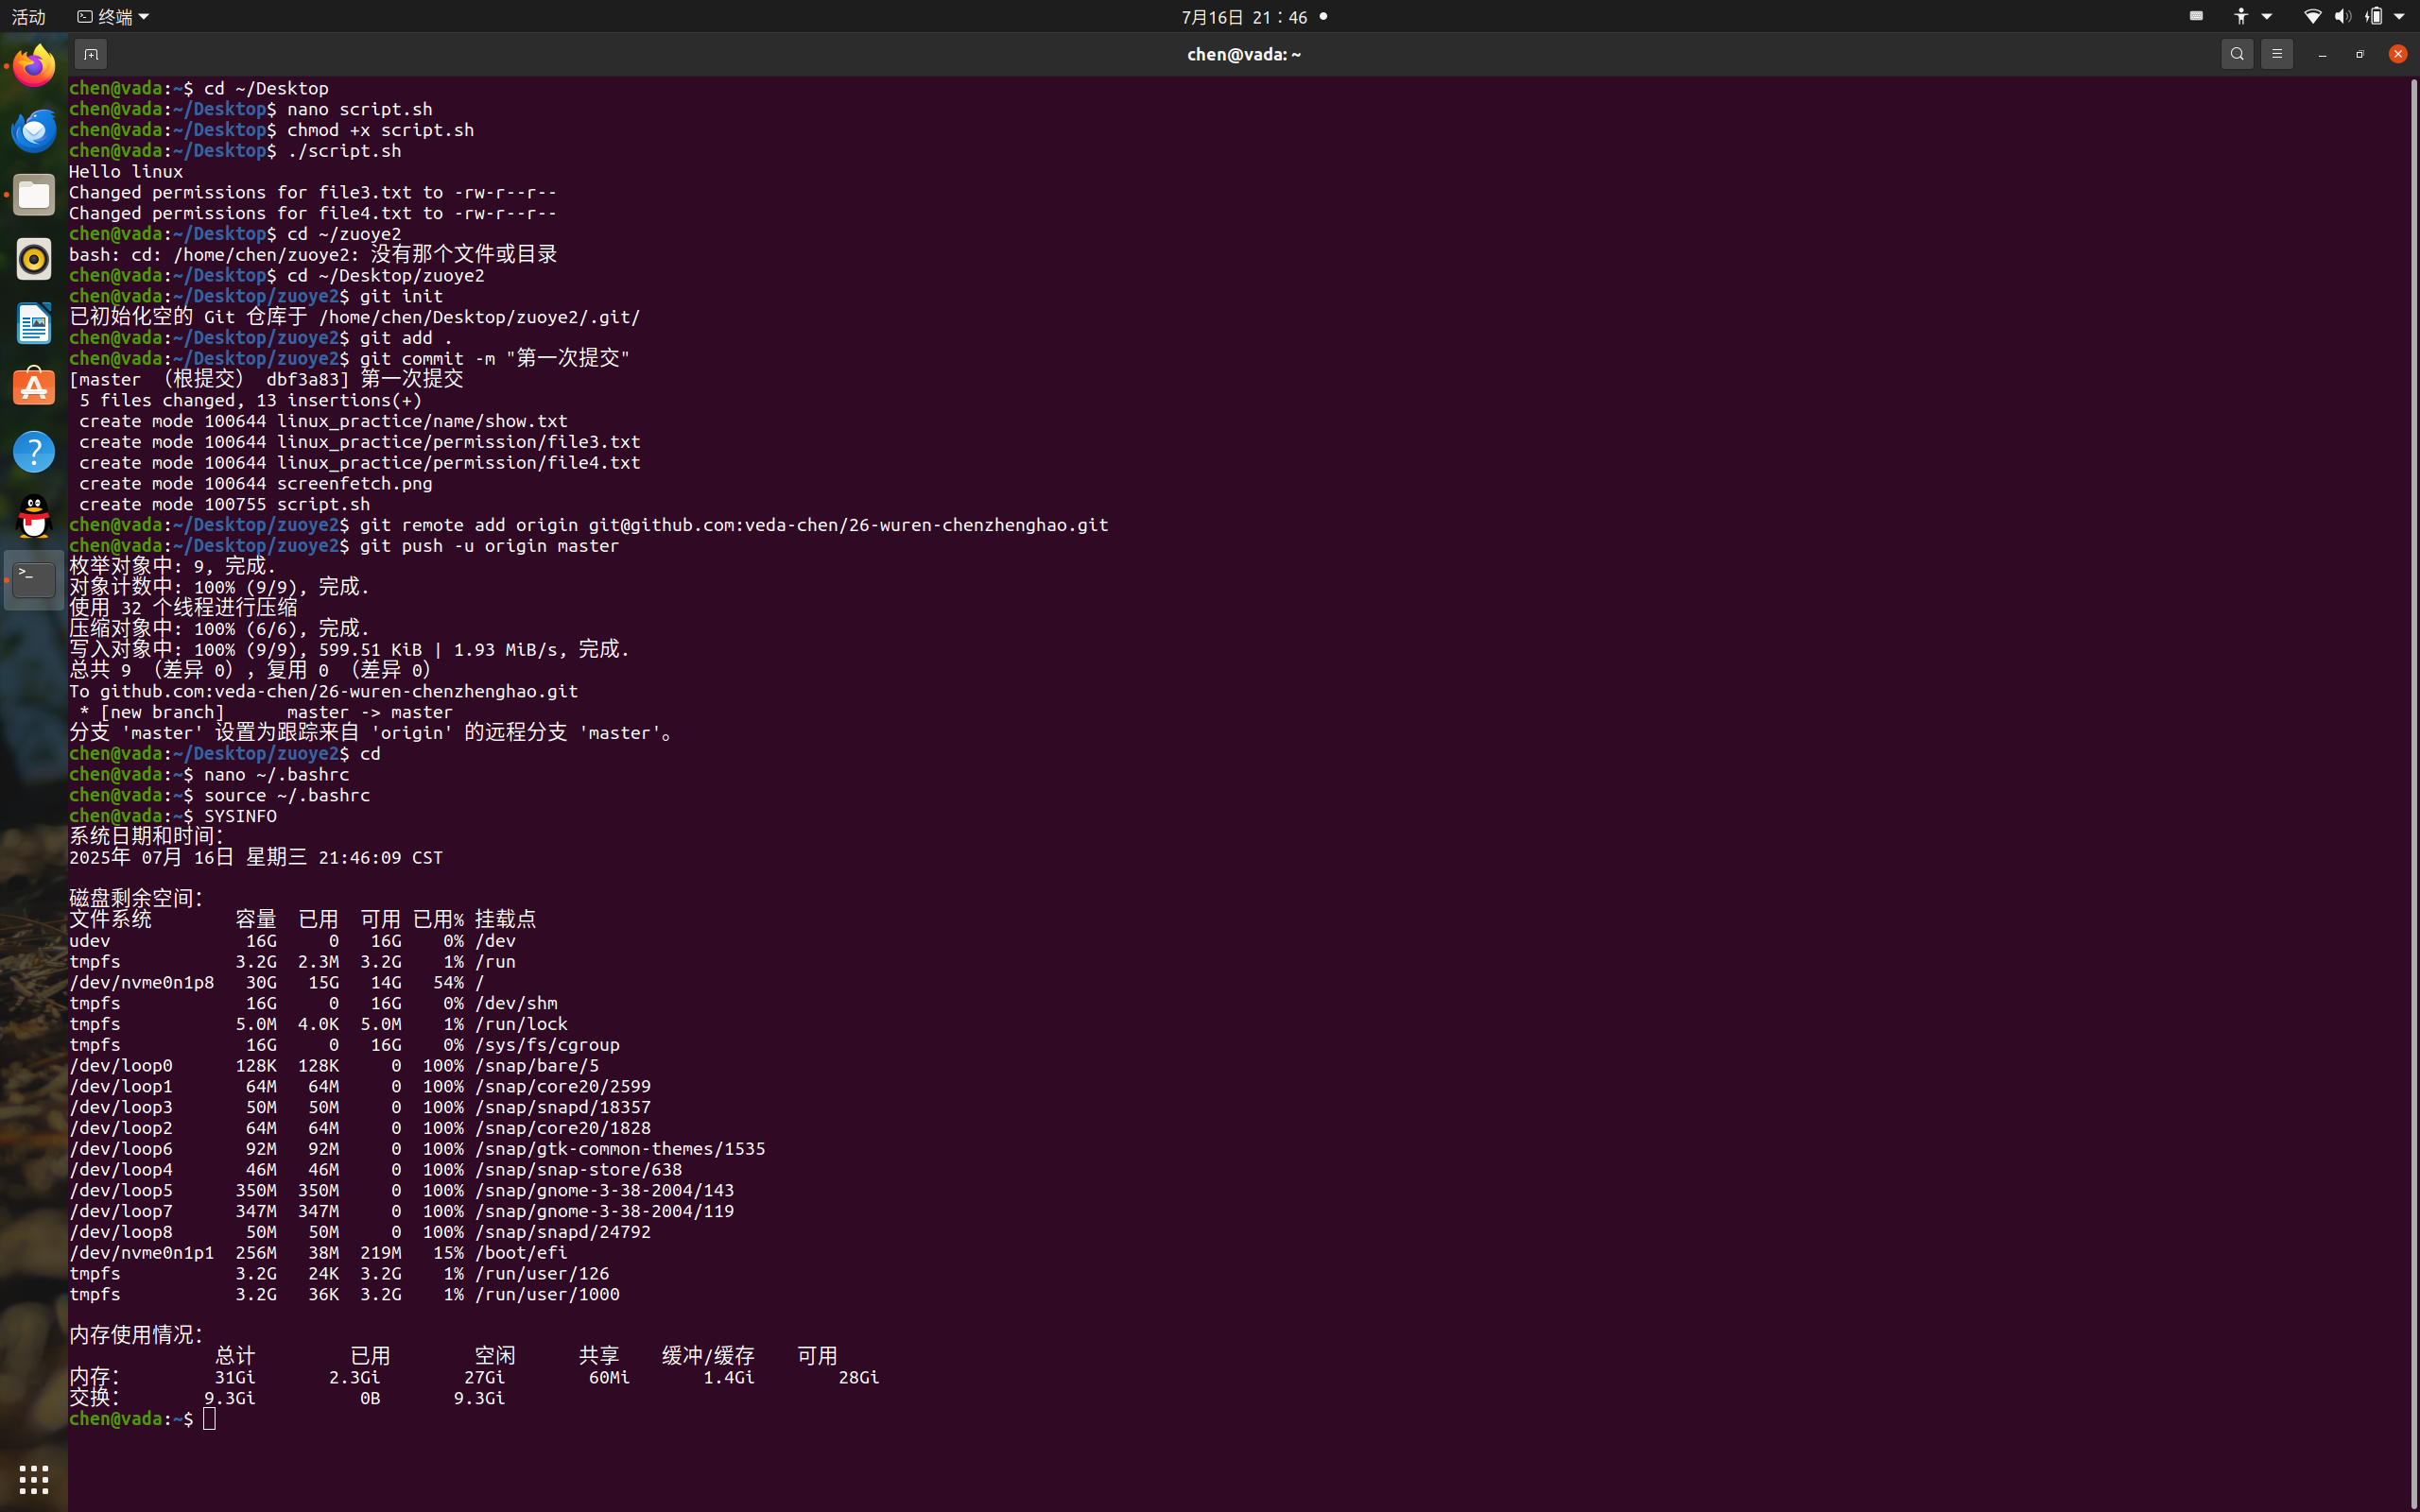 活动 终端 7月16日 21：46
chen@vada: ~
chen@vada:~$ cd ~/Desktop
chen@vada:~/Desktop$ nano script.sh
chen@vada:~/Desktop$ chmod +x script.sh
chen@vada:~/Desktop$ ./script.sh
Hello linux
Changed permissions for file3.txt to -rw-r--r--
Changed permissions for file4.txt to -rw-r--r--
chen@vada:~/Desktop$ cd ~/zuoye2
bash: cd: /home/chen/zuoye2: 没有那个文件或目录
chen@vada:~/Desktop$ cd ~/Desktop/zuoye2
chen@vada:~/Desktop/zuoye2$ git init
已初始化空的 Git 仓库于 /home/chen/Desktop/zuoye2/.git/
chen@vada:~/Desktop/zuoye2$ git add .
chen@vada:~/Desktop/zuoye2$ git commit -m "第一次提交"
[master （根提交） dbf3a83] 第一次提交
 5 files changed, 13 insertions(+)
 create mode 100644 linux_practice/name/show.txt
 create mode 100644 linux_practice/permission/file3.txt
 create mode 100644 linux_practice/permission/file4.txt
 create mode 100644 screenfetch.png
 create mode 100755 script.sh
chen@vada:~/Desktop/zuoye2$ git remote add origin git@github.com:veda-chen/26-wuren-chenzhenghao.git
chen@vada:~/Desktop/zuoye2$ git push -u origin master
枚举对象中: 9, 完成.
对象计数中: 100% (9/9), 完成.
使用 32 个线程进行压缩
压缩对象中: 100% (6/6), 完成.
写入对象中: 100% (9/9), 599.51 KiB | 1.93 MiB/s, 完成.
总共 9 （差异 0），复用 0 （差异 0）
To github.com:veda-chen/26-wuren-chenzhenghao.git
 * [new branch]      master -> master
分支 'master' 设置为跟踪来自 'origin' 的远程分支 'master'。
chen@vada:~/Desktop/zuoye2$ cd
chen@vada:~$ nano ~/.bashrc
chen@vada:~$ source ~/.bashrc
chen@vada:~$ SYSINFO
系统日期和时间：
2025年 07月 16日 星期三 21:46:09 CST
磁盘剩余空间：
文件系统        容量  已用  可用 已用% 挂载点
udev             16G     0   16G    0% /dev
tmpfs           3.2G  2.3M  3.2G    1% /run
/dev/nvme0n1p8   30G   15G   14G   54% /
tmpfs            16G     0   16G    0% /dev/shm
tmpfs           5.0M  4.0K  5.0M    1% /run/lock
tmpfs            16G     0   16G    0% /sys/fs/cgroup
/dev/loop0      128K  128K     0  100% /snap/bare/5
/dev/loop1       64M   64M     0  100% /snap/core20/2599
/dev/loop3       50M   50M     0  100% /snap/snapd/18357
/dev/loop2       64M   64M     0  100% /snap/core20/1828
/dev/loop6       92M   92M     0  100% /snap/gtk-common-themes/1535
/dev/loop4       46M   46M     0  100% /snap/snap-store/638
/dev/loop5      350M  350M     0  100% /snap/gnome-3-38-2004/143
/dev/loop7      347M  347M     0  100% /snap/gnome-3-38-2004/119
/dev/loop8       50M   50M     0  100% /snap/snapd/24792
/dev/nvme0n1p1  256M   38M  219M   15% /boot/efi
tmpfs           3.2G   24K  3.2G    1% /run/user/126
tmpfs           3.2G   36K  3.2G    1% /run/user/1000
内存使用情况：
              总计         已用        空闲      共享    缓冲/缓存    可用
内存：         31Gi       2.3Gi        27Gi        60Mi       1.4Gi        28Gi
交换：        9.3Gi          0B       9.3Gi
chen@vada:~$